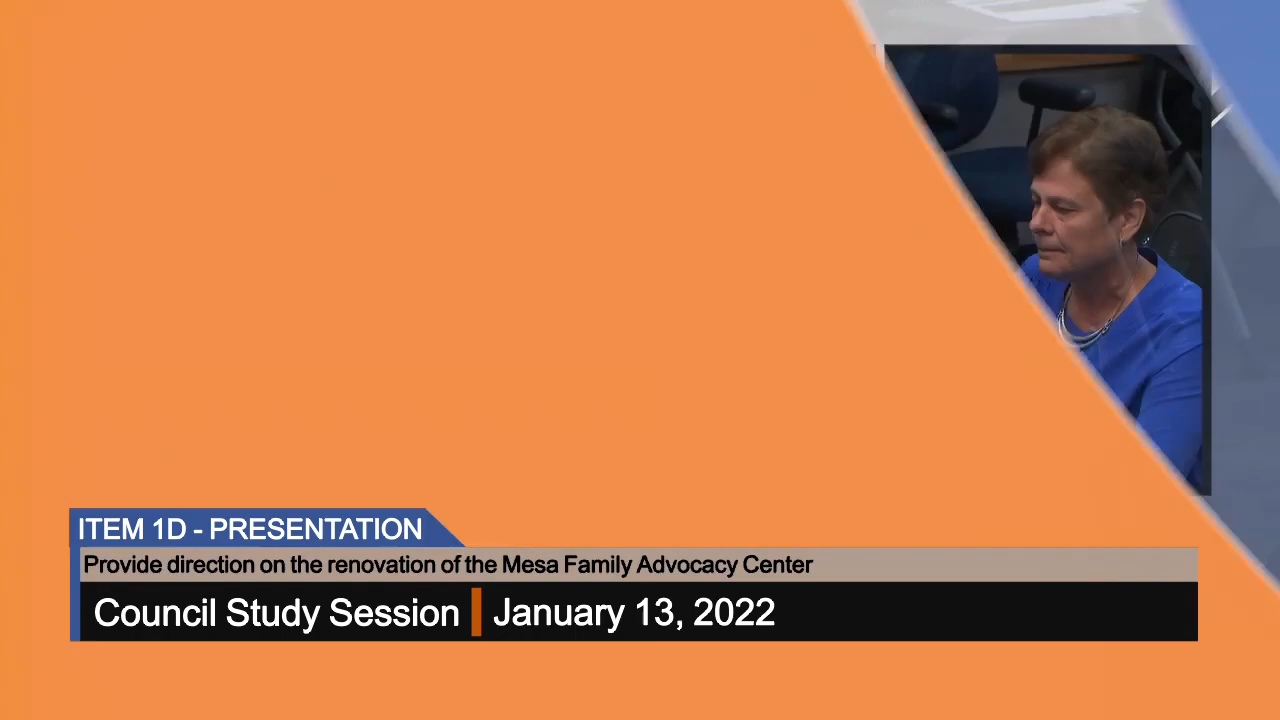 ITEM 1D - PRESENTATION
Provide direction on the renovation of the Mesa Family Advocacy Center
Council Study Session | January 13, 2022